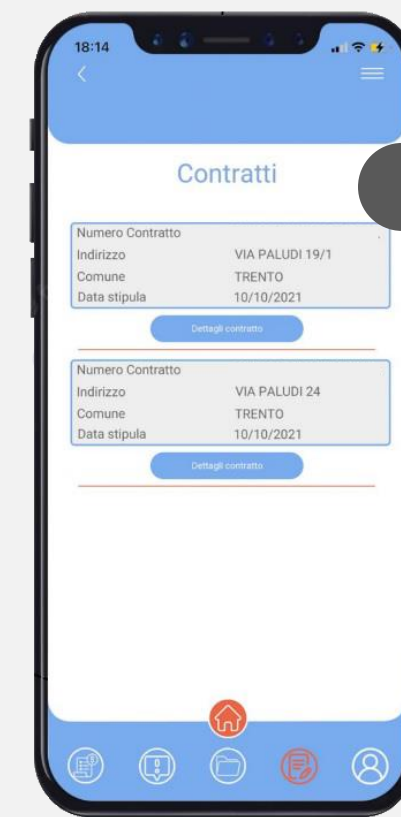 18:14
Contratti
Numero Contratto
Indirizzo VIA PALUDI 19/1
Comune TRENTO
Data stipula 10/10/2021
Dettagli contratto
Numero Contratto
Indirizzo VIA PALUDI 24
Comune TRENTO
Data stipula 10/10/2021
Dettagli contratto